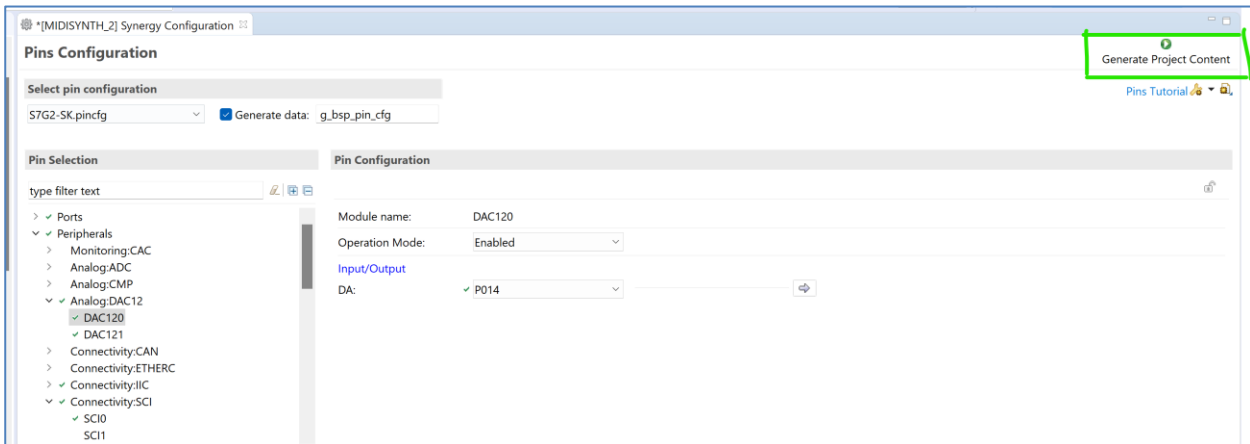 *[MIDISYNTH_2] Synergy Configuration
Pins Configuration
Generate Project Content
Select pin configuration
Pins Tutorial
S7G2-SK.pincfg
Generate data:
g_bsp_pin_cfg
Pin Selection
Pin Configuration
type filter text
Ports
Peripherals
Monitoring:CAC
Analog:ADC
Analog:CMP
Analog:DAC12
DAC120
DAC121
Connectivity:CAN
Connectivity:ETHERC
Connectivity:IIC
Connectivity:SCI
SCI0
SCI1
Module name: DAC120
Operation Mode: Enabled
Input/Output
DA: P014